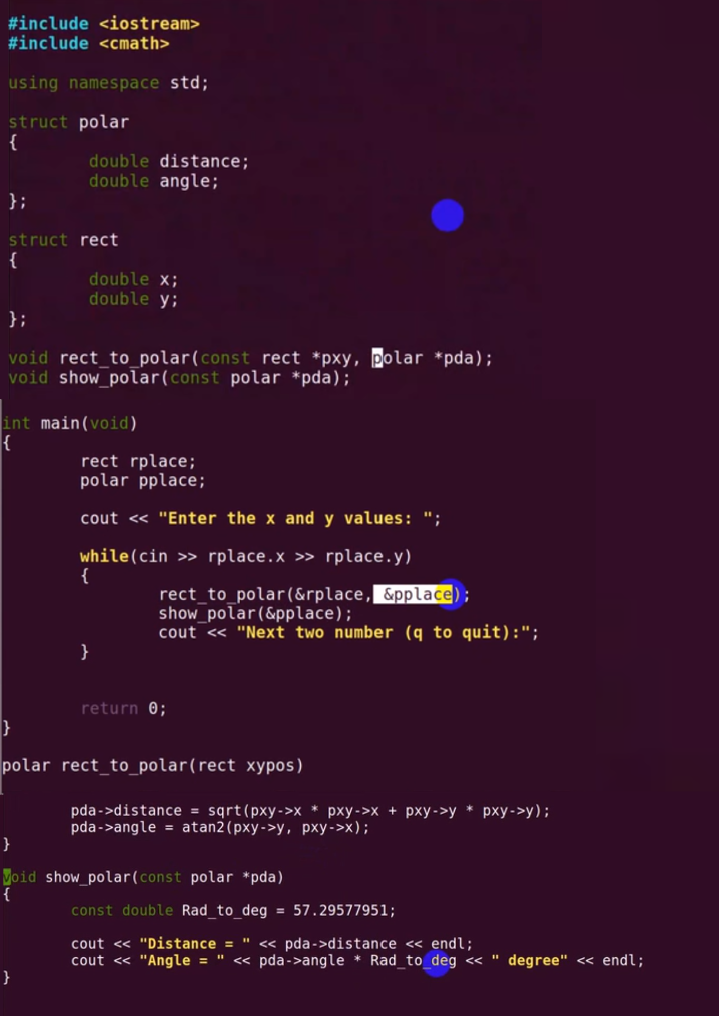 #include <iostream>
#include <cmath>
using namespace std;
struct polar
{
double distance;
double angle;
};
struct rect
{
double x;
double y;
};
void rect_to_polar(const rect *pxy, polar *pda);
void show_polar(const polar *pda);
int main(void)
{
rect rplace;
polar pplace;
cout << "Enter the x and y values: ";
while(cin >> rplace.x >> rplace.y)
{
rect_to_polar(&rplace, &pplace);
show_polar(&pplace);
cout << "Next two number (q to quit):";
}
return 0;
}
polar rect_to_polar(rect xypos)
pda->distance = sqrt(pxy->x * pxy->x + pxy->y * pxy->y);
pda->angle = atan2(pxy->y, pxy->x);
}
void show_polar(const polar *pda)
{
const double Rad_to_deg = 57.29577951;
cout << "Distance = " << pda->distance << endl;
cout << "Angle = " << pda->angle * Rad_to_deg << " degree" << endl;
}